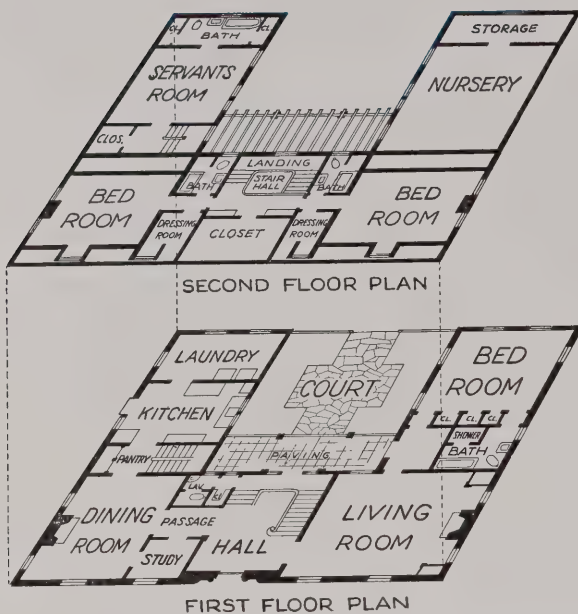 CL.
BATH
CL.
STORAGE
SERVANTS
ROOM
NURSERY
CLOS.
LANDING
BATH
STAIR
HALL
BATH
BED
ROOM
BED
ROOM
DRESSING
ROOM
CLOSET
DRESSING
ROOM
SECOND FLOOR PLAN
LAUNDRY
COURT
BED
ROOM
KITCHEN
CL.
CL.
CL.
SHOWER
BATH
PANTRY
PAVING
LAV.
DINING
ROOM
PASSAGE
LIVING
ROOM
HALL
STUDY
FIRST FLOOR PLAN